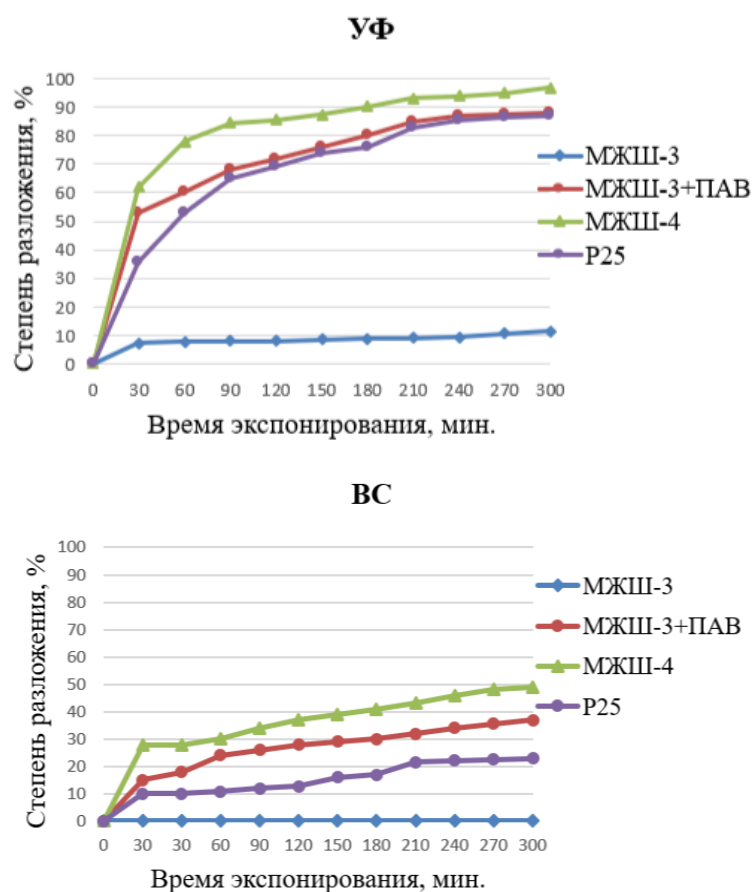 УФ
Степень разложения, %
100
90
80
70
60
50
40
30
20
10
0
0 30 60 90 120 150 180 210 240 270 300
Время экспонирования, мин.
МЖШ-3
МЖШ-3+ПАВ
МЖШ-4
P25
ВС
Степень разложения, %
100
90
80
70
60
50
40
30
20
10
0
0 30 30 60 90 120 150 180 210 240 270 300
Время экспонирования, мин.
МЖШ-3
МЖШ-3+ПАВ
МЖШ-4
P25